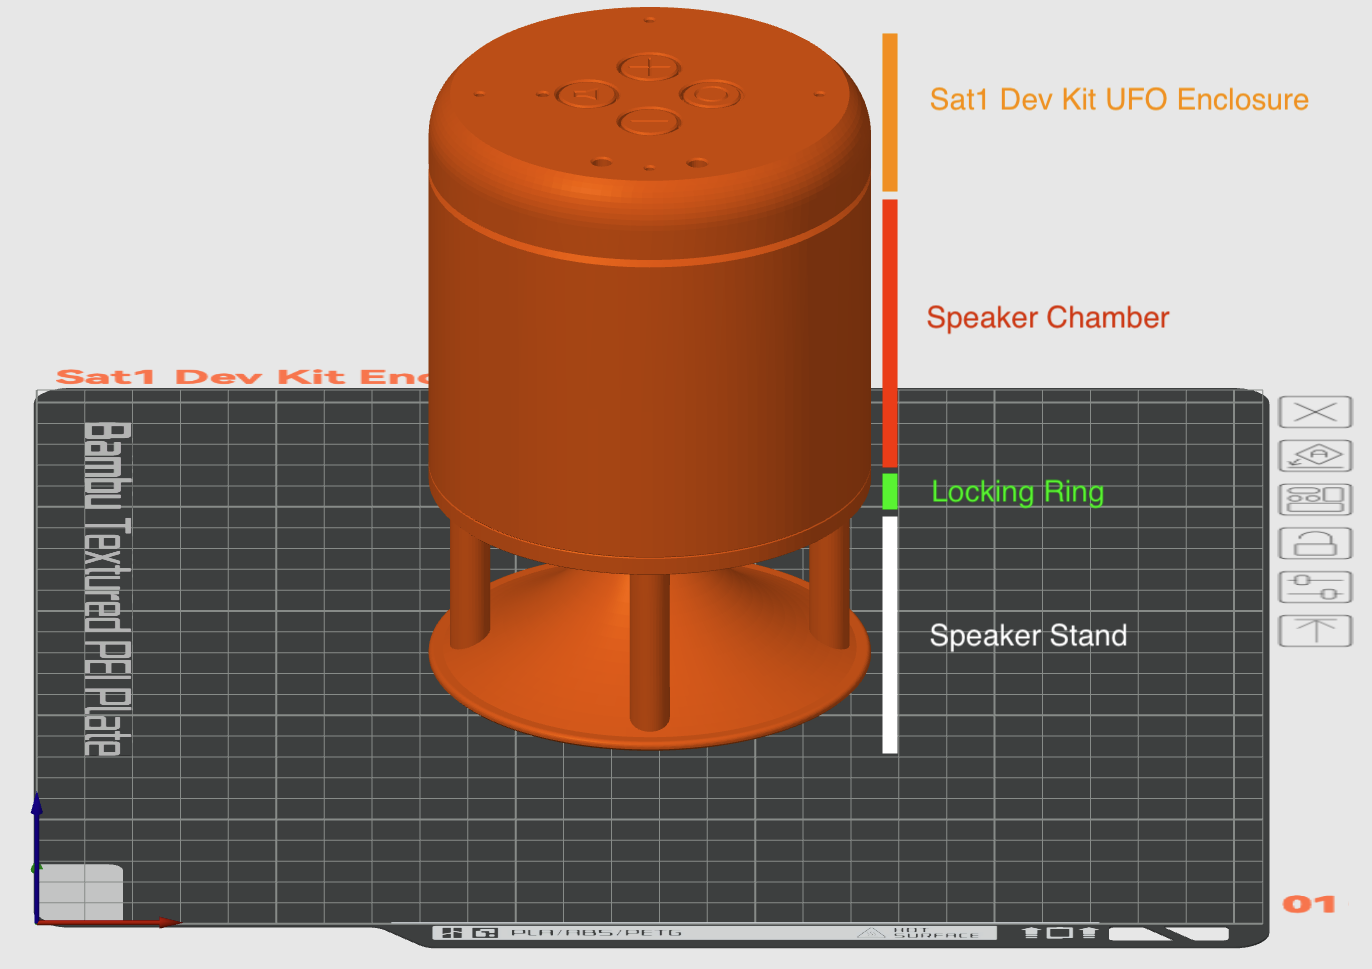 Sat1 Dev Kit UFO Enclosure
Speaker Chamber
Sat1 Dev Kit Enc
Locking Ring
Speaker Stand
Bambu Textured PEI Plate
01
PLA/ABS/PETG
HOT
SURFACE